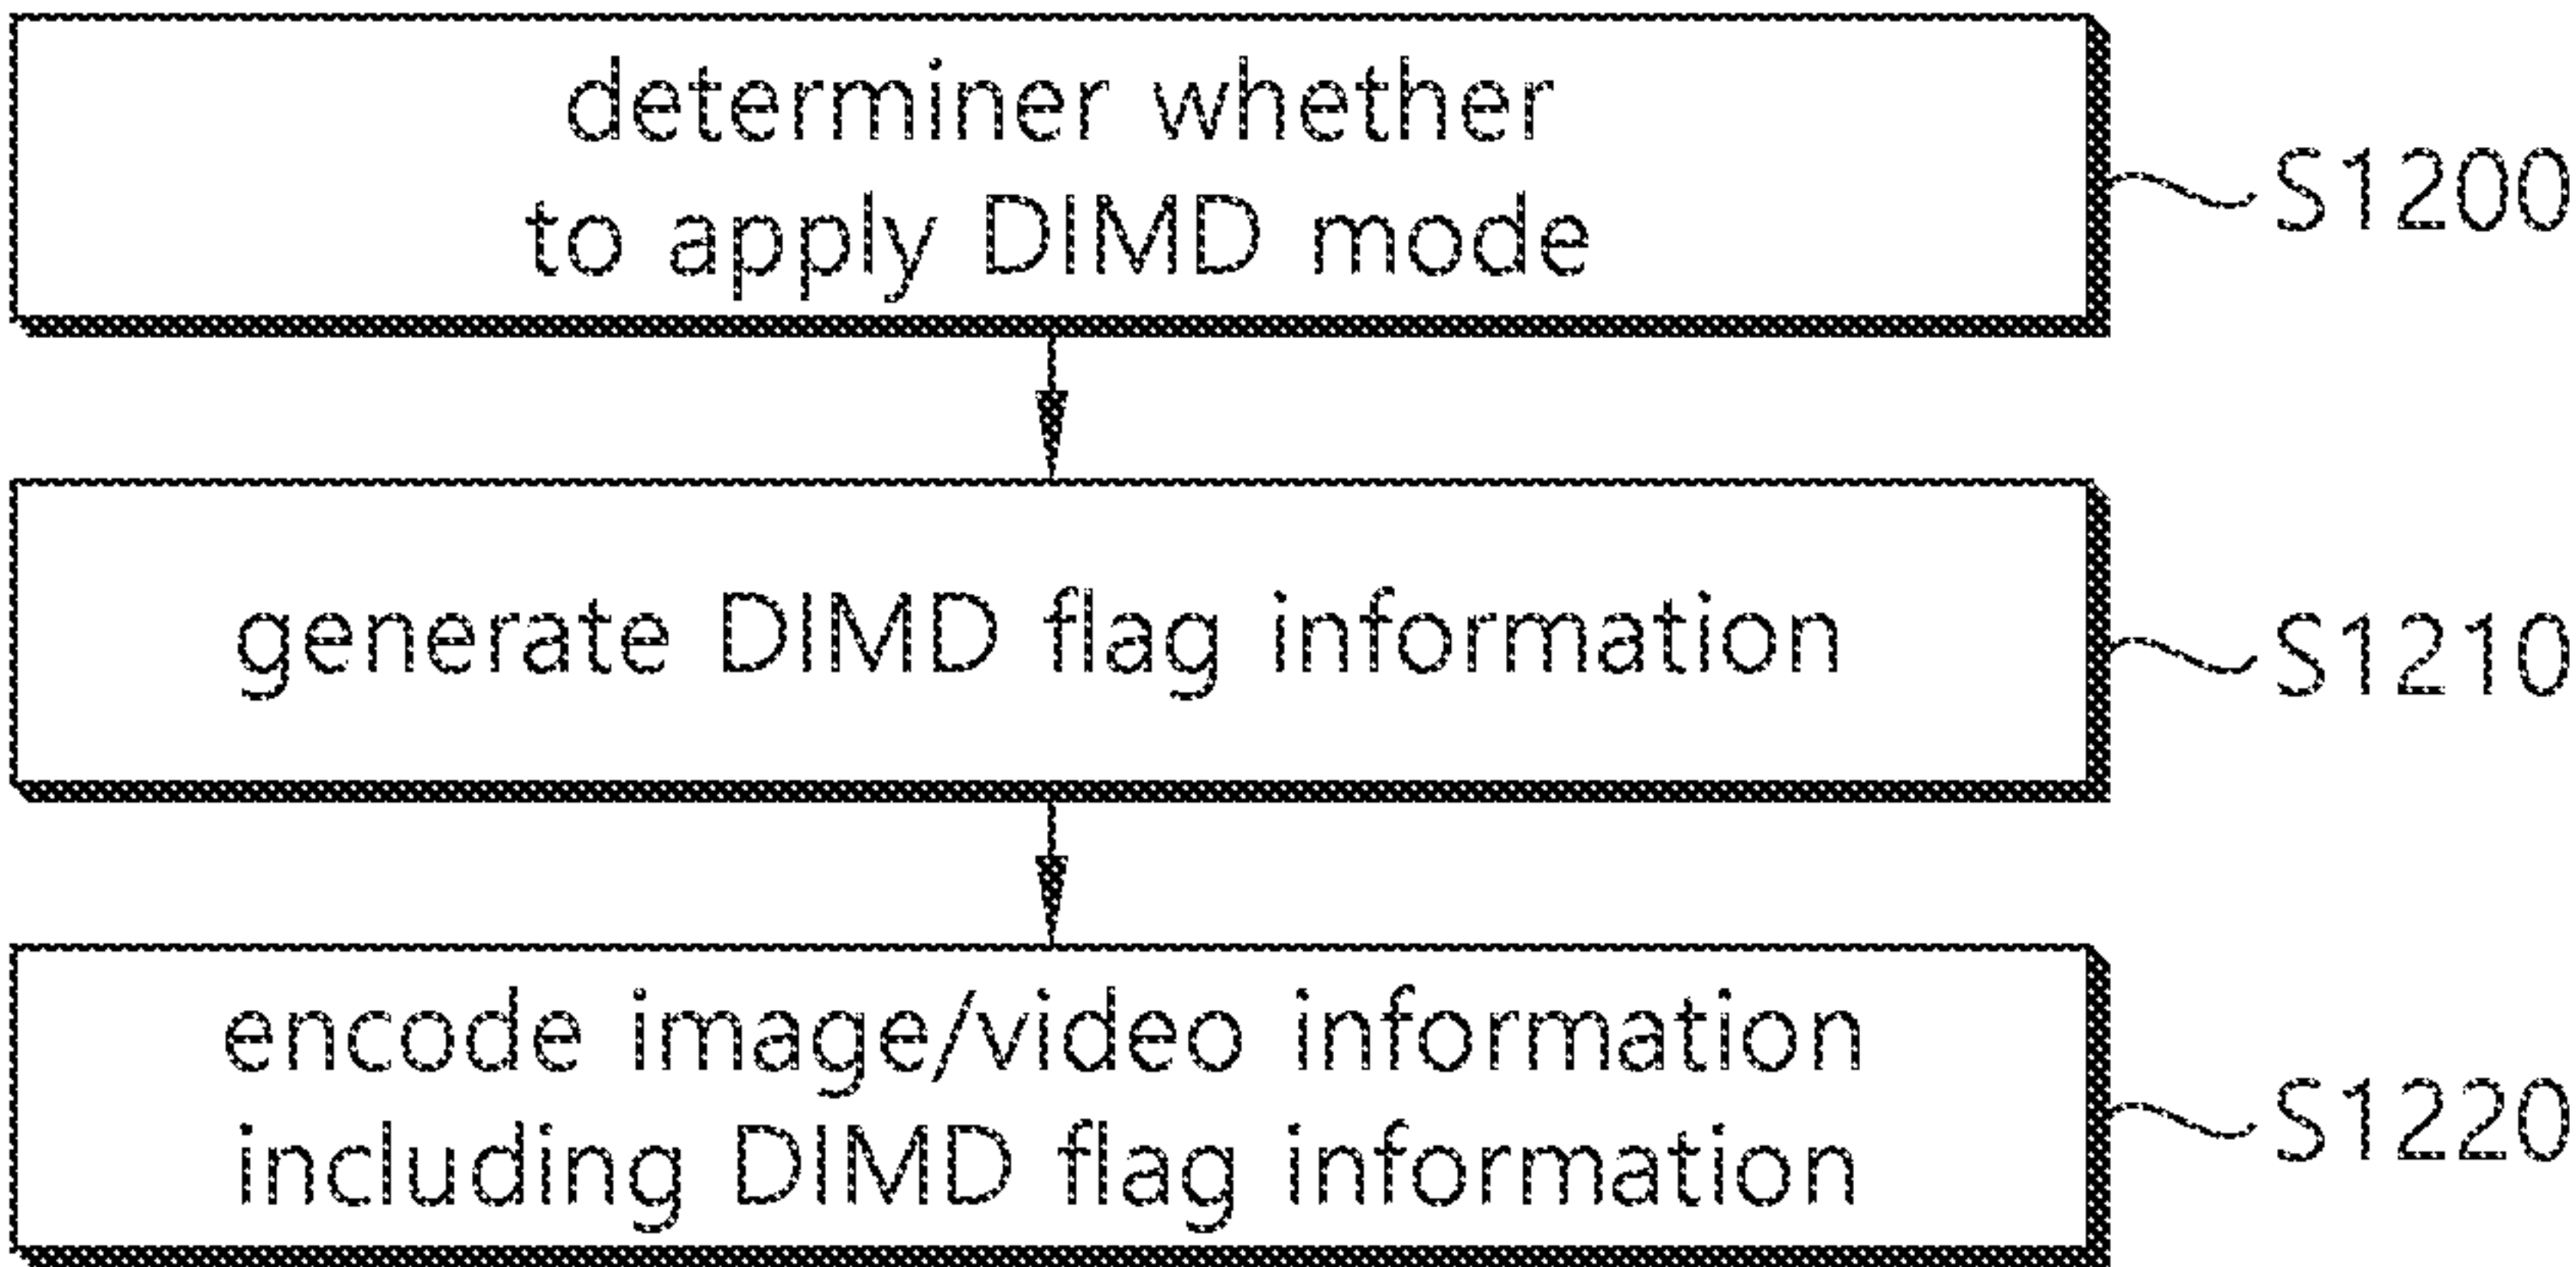 determiner whether
to apply DIMD mode
S1200
generate DIMD flag information
S1210
encode image/video information
including DIMD flag information
S1220